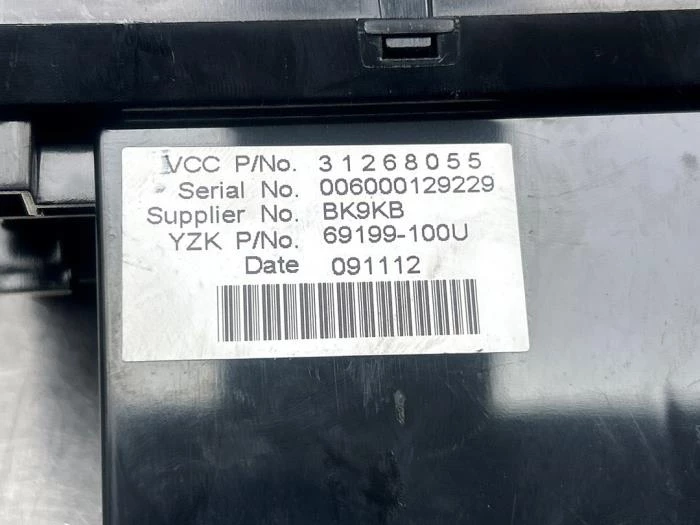 VCC P/No. 31268055
Serial No. 006000129229
Supplier No. BK9KB
YZK P/No. 69199-100U
Date 091112